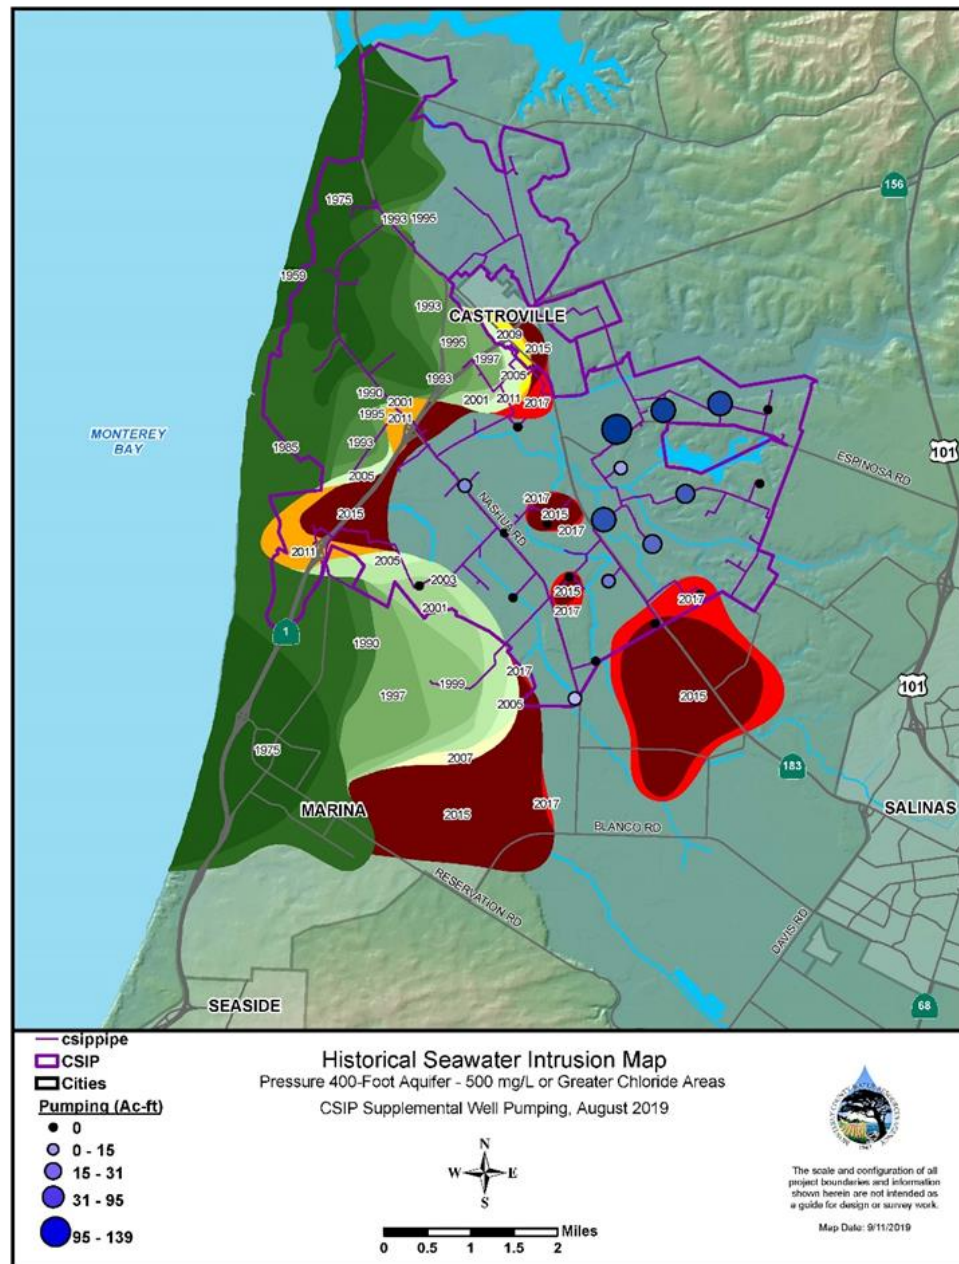 156
1975
1993
1995
1959
1993
CASTROVILLE
2009
1995
2015
1997
2005
1993
1990
2001
2001
2011
2017
1995
2011
MONTEREY
BAY
1993
1985
101
ESPINOSA RD
2005
2017
2015
NASHUA RD
2015
2017
2011
2005
2003
2015
2017
2017
2001
1
1990
2017
101
1999
1997
2005
2015
1975
2007
183
MARINA
2015
2017
SALINAS
BLANCO RD
RESERVATION RD
DAVIS RD
SEASIDE
68
csippipe
CSIP
Cities
Pumping (Ac-ft)
0
0 - 15
15 - 31
31 - 95
95 - 139
Historical Seawater Intrusion Map
Pressure 400-Foot Aquifer - 500 mg/L or Greater Chloride Areas
CSIP Supplemental Well Pumping, August 2019
N
W E
S
Miles
0 0.5 1 1.5 2
The scale and configuration of all
project boundaries and information
shown herein are not intended as
a guide for design or survey work.
Map Date: 9/11/2019